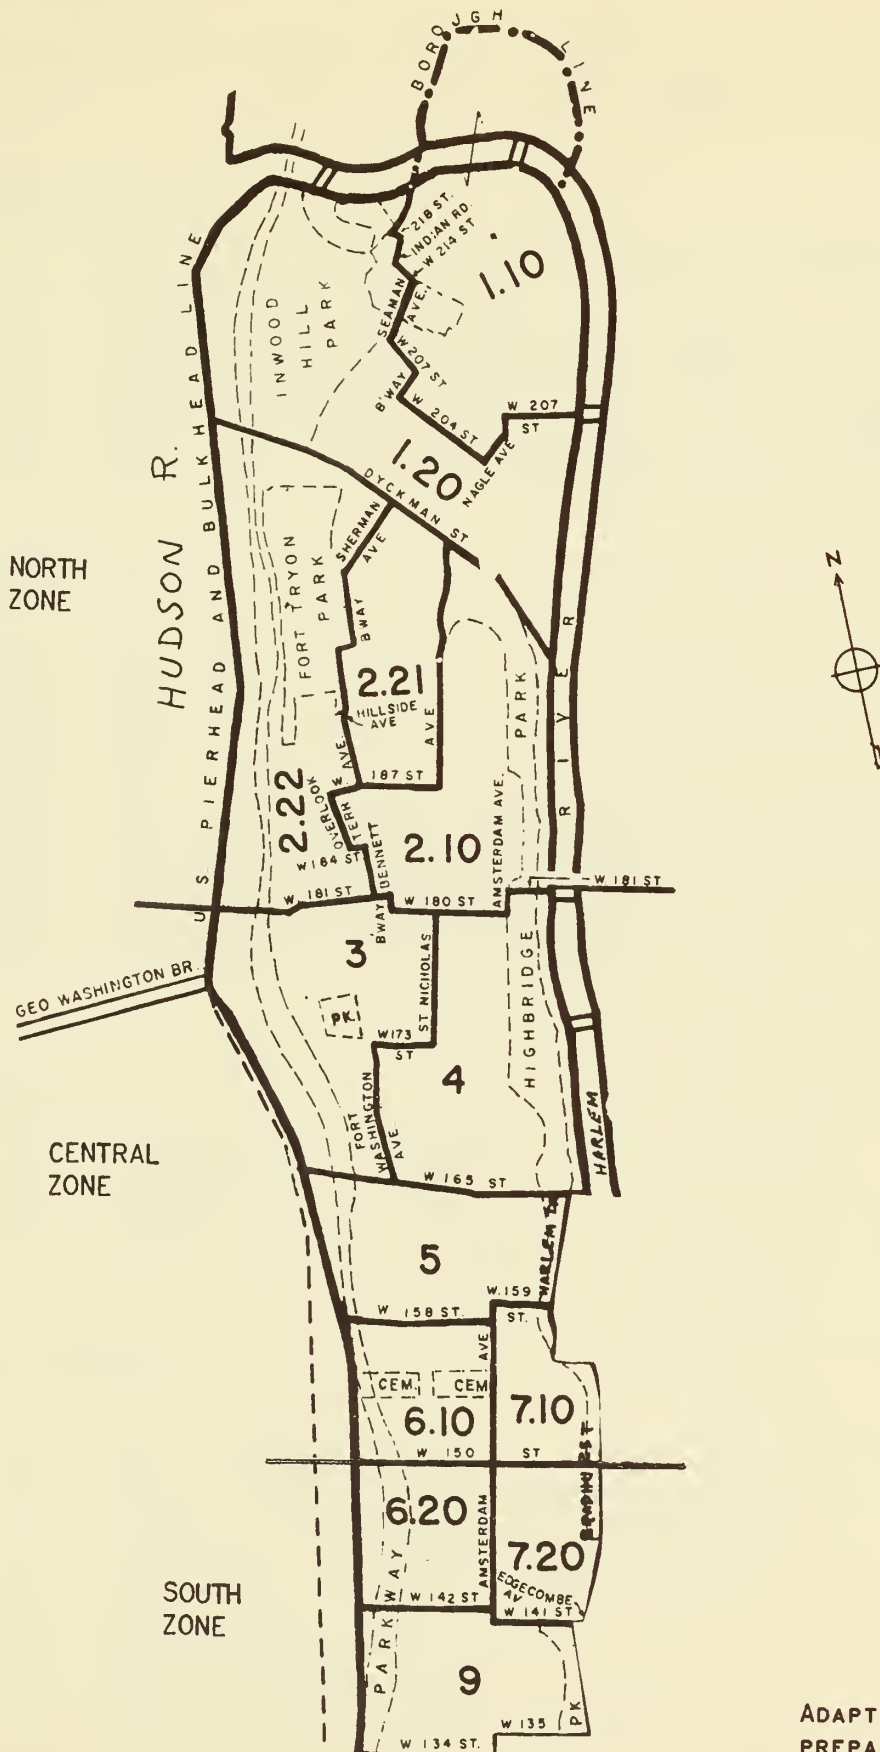 BOROUGH LINE
218 ST.
INDIAN RD.
W 214 ST
1.10
SEAMAN
AVE.
INWOOD
HILL
PARK
W 207 ST
B'WAY
W 204 ST
W 207
ST
1.20
NAGLE AVE
DYCKMAN ST
HUDSON R.
U S PIERHEAD AND BULKHEAD LINE
NORTH
ZONE
SHERMAN
AVE
FORT TRYON
PARK
B'WAY
N
2.21
HILLSIDE
AVE
AVE
PARK
RIVER
AVE.
W 187 ST
2.22
OVERLOOK
TERR
W 184 ST
BENNETT
2.10
AMSTERDAM AVE.
W 181 ST
W 181 ST
W 180 ST
B'WAY
3
ST NICHOLAS
GEO WASHINGTON BR.
PK.
HIGHBRIDGE
W 173
ST
4
FORT
WASHINGTON
AVE
HARLEM
CENTRAL
ZONE
W 165 ST
5
HARLEM
W. 159
ST.
W 158 ST.
AVE
CEM.
CEM
6.10
7.10
W 150 ST
6.20
AMSTERDAM
7.20
SOUTH
ZONE
EDGECOMBE
AV
W 142 ST
W 141 ST
PARKWAY
9
PK
W 135
W 134 ST.
ADAPT
PREPA